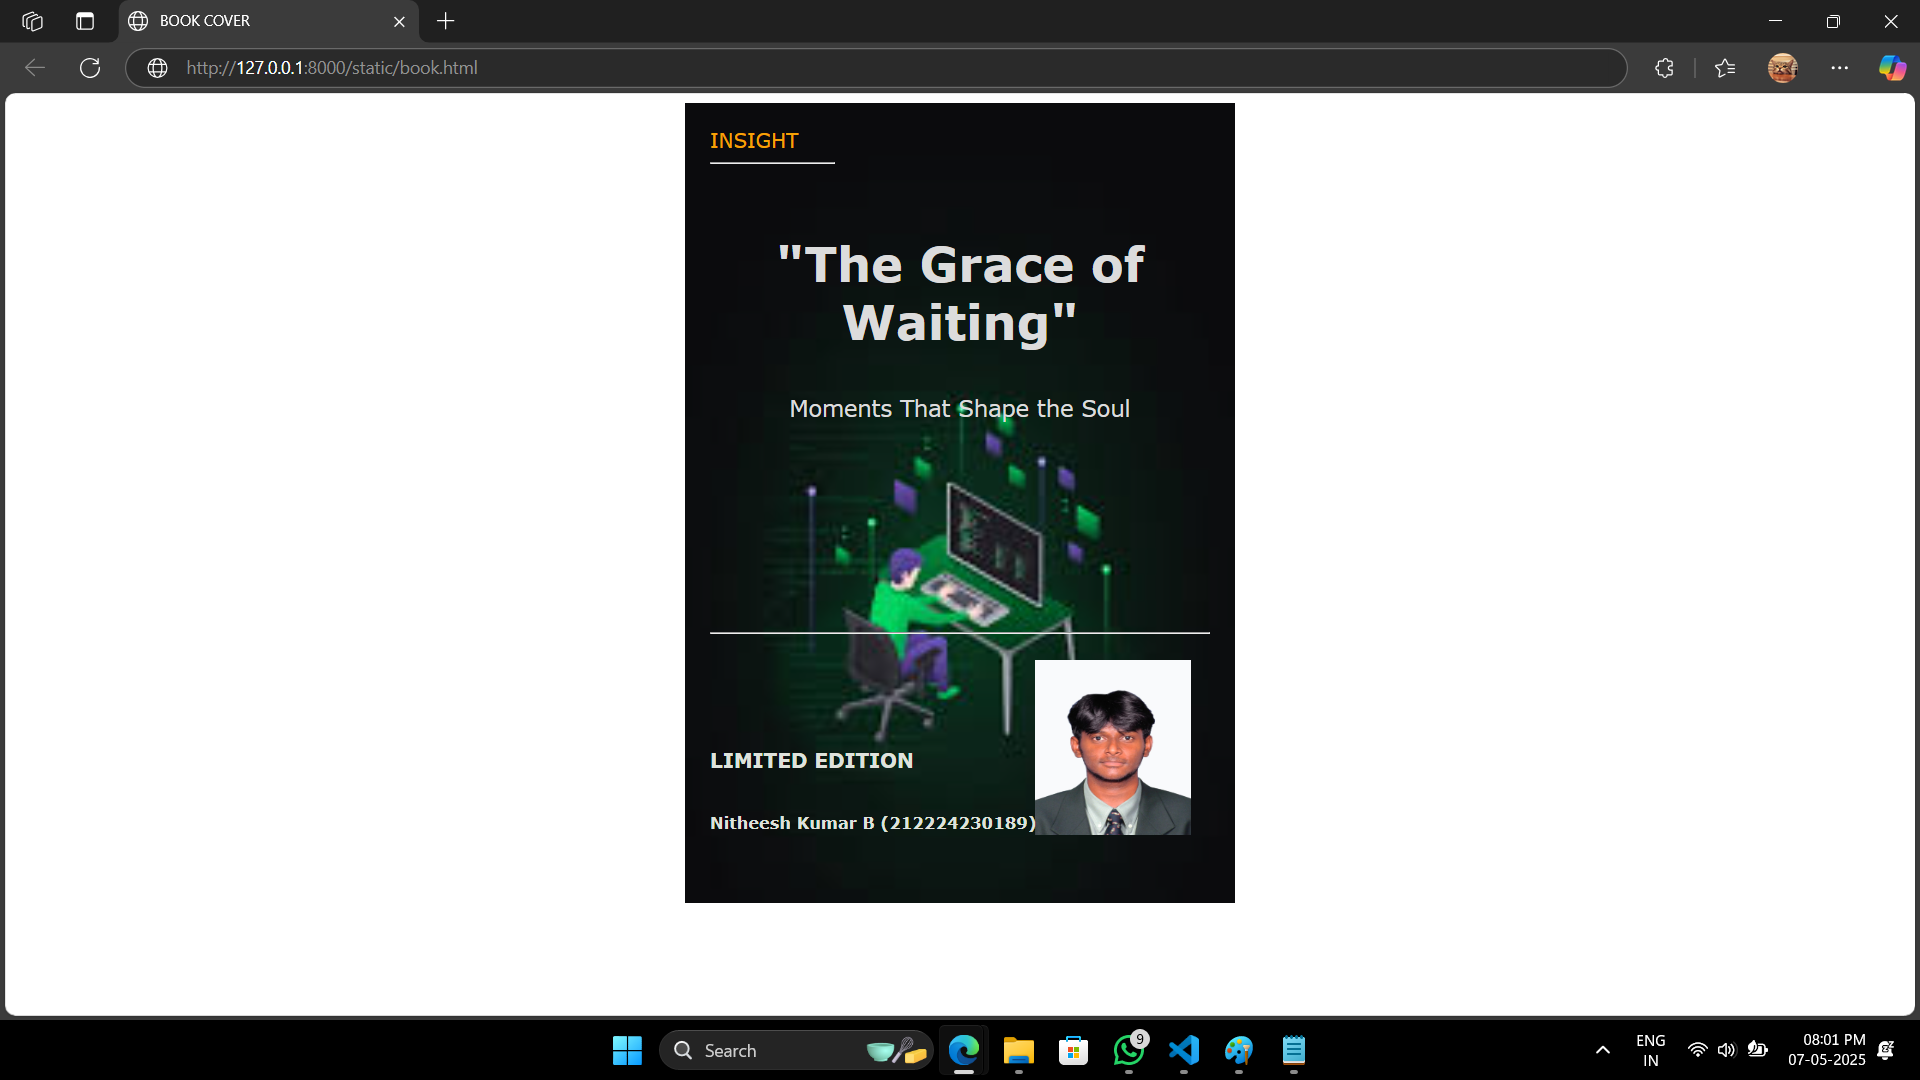 BOOK COVER
http://127.0.0.1:8000/static/book.html
INSIGHT
"The Grace of
Waiting"
Moments That Shape the Soul
LIMITED EDITION
Nitheesh Kumar B (212224230189)
Search
9
ENG
IN
08:01 PM
07-05-2025